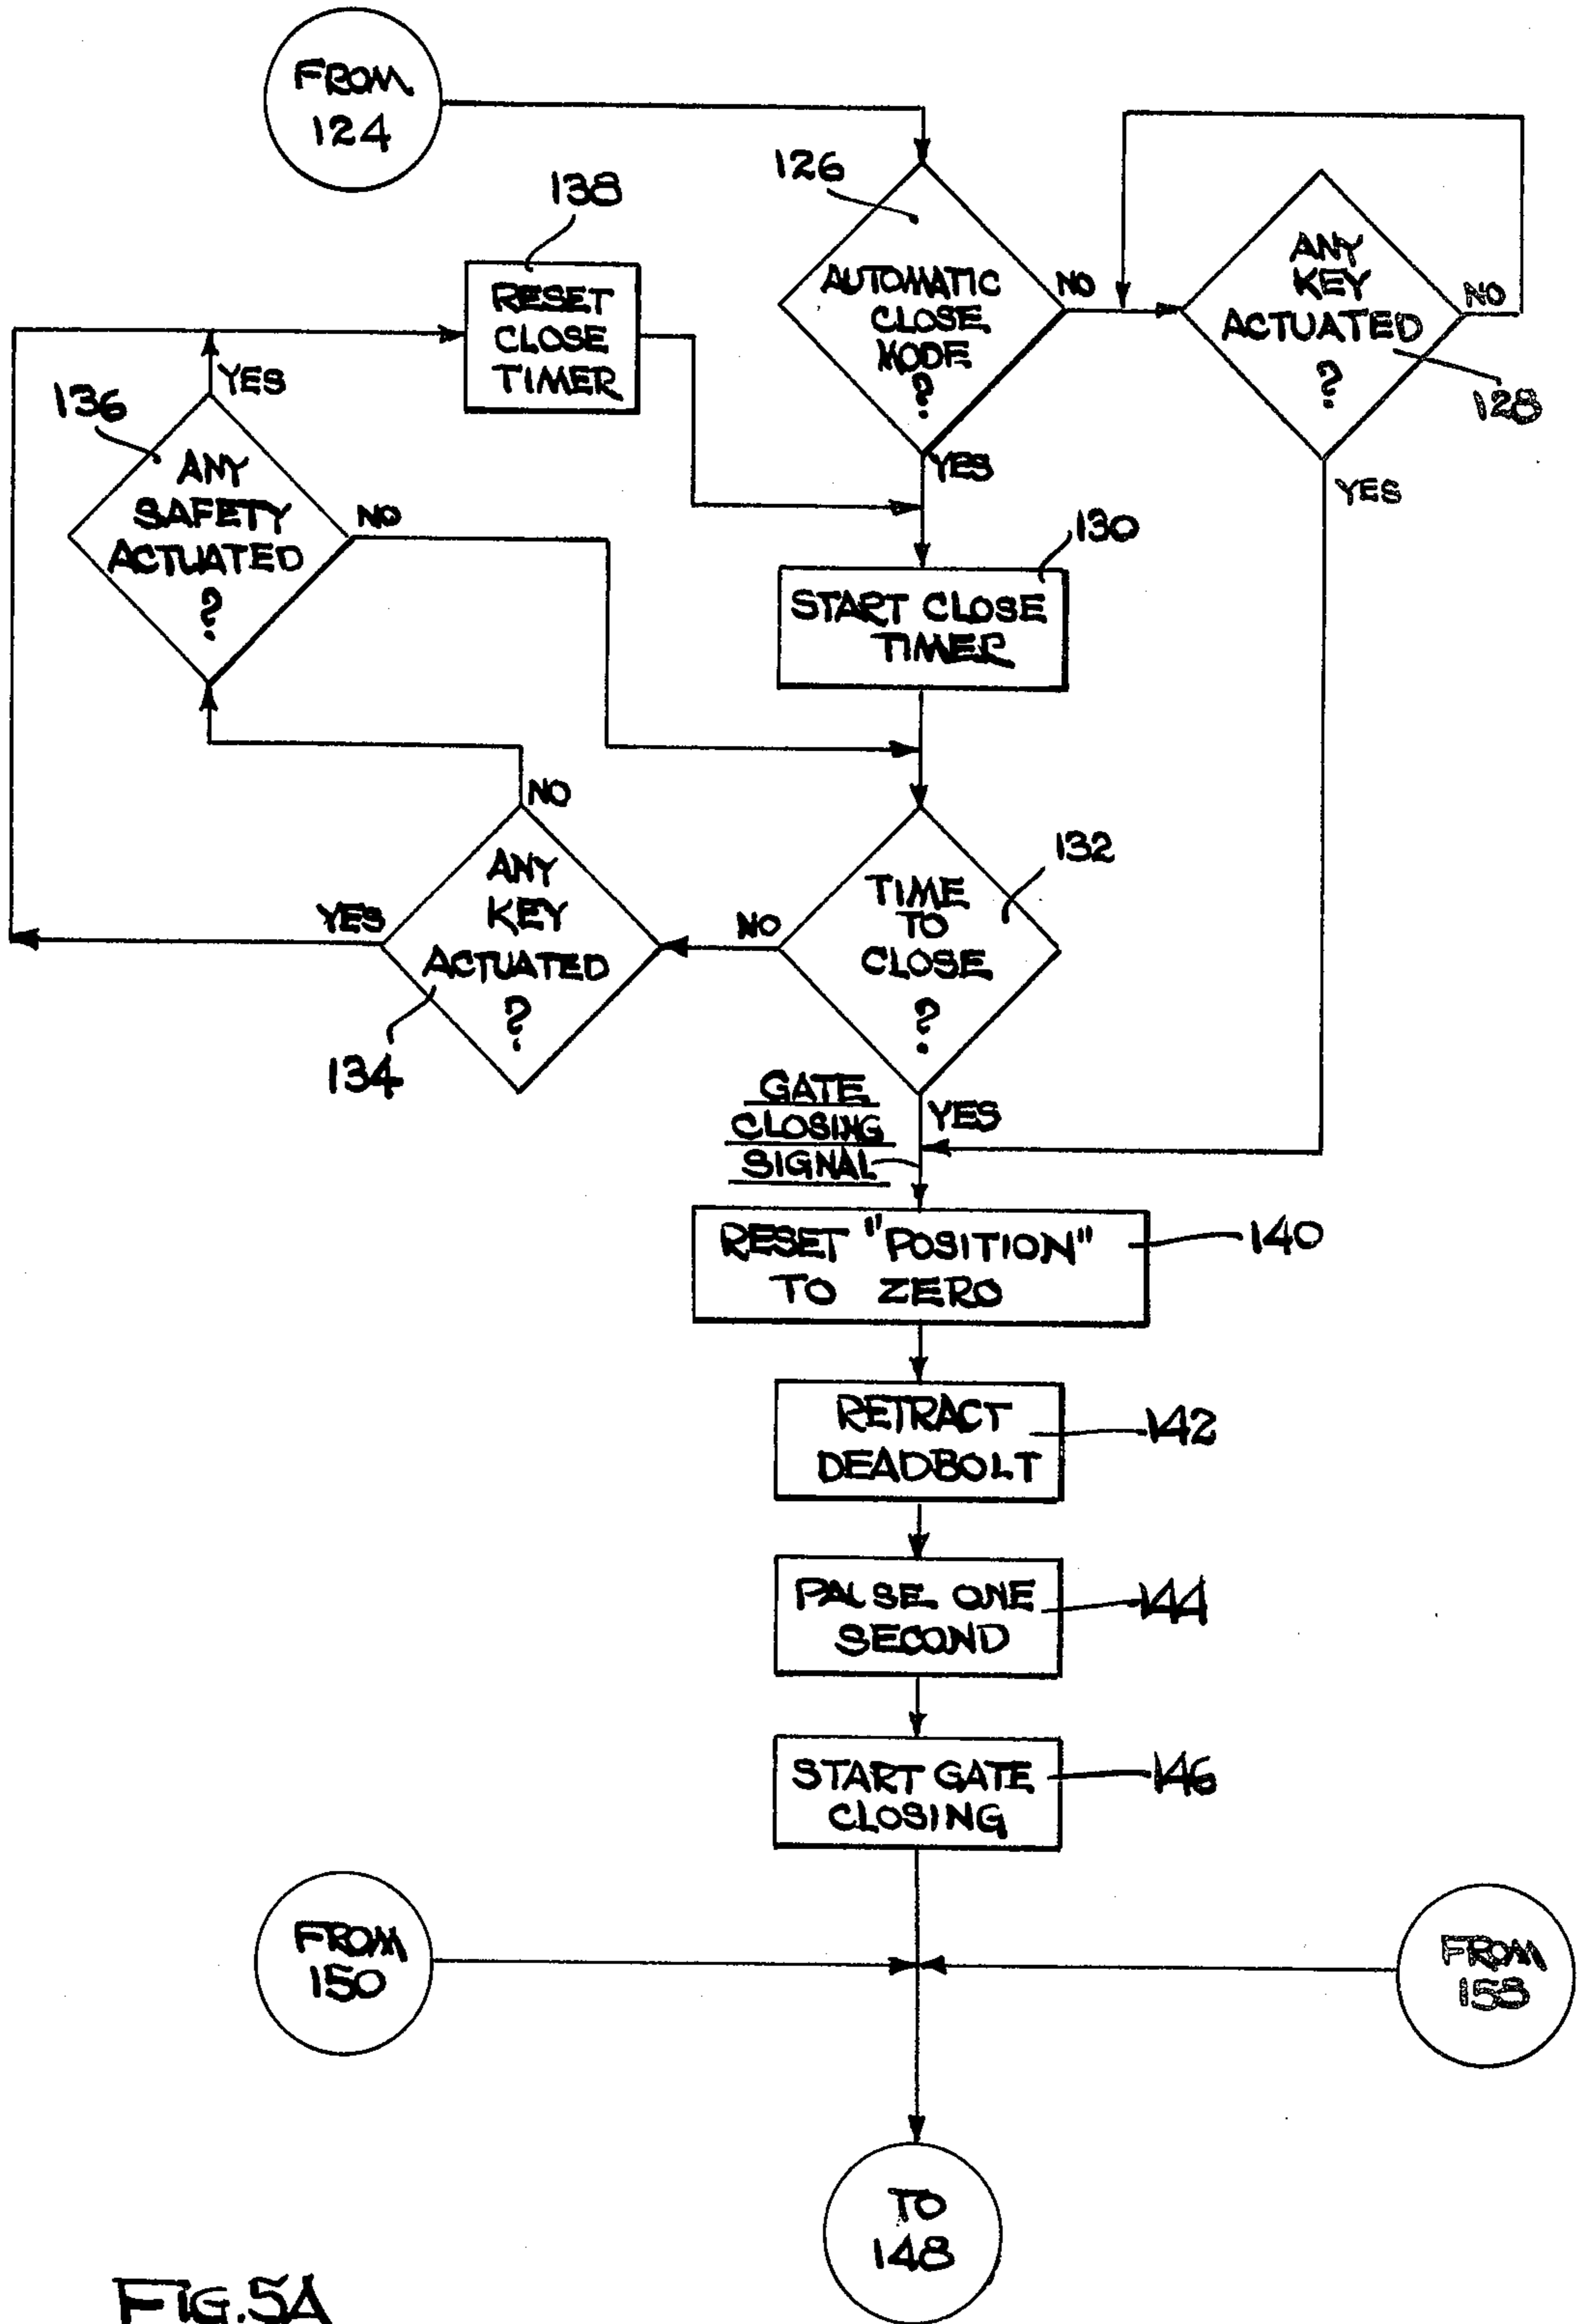 FROM
124
126
138
AUTOMATIC
CLOSE
MODE
?
NO
ANY
KEY
ACTUATED
?
NO
128
YES
RESET
CLOSE
TIMER
YES
136
ANY
SAFETY
ACTUATED
?
NO
YES
130
START CLOSE
TIMER
NO
ANY
KEY
ACTUATED
?
YES
134
NO
TIME
TO
CLOSE
?
132
GATE
CLOSING
SIGNAL
YES
RESET "POSITION"
TO ZERO
140
RETRACT
DEADBOLT
142
PAUSE ONE
SECOND
144
START GATE
CLOSING
146
FROM
150
FROM
158
TO
148
FIG.5A